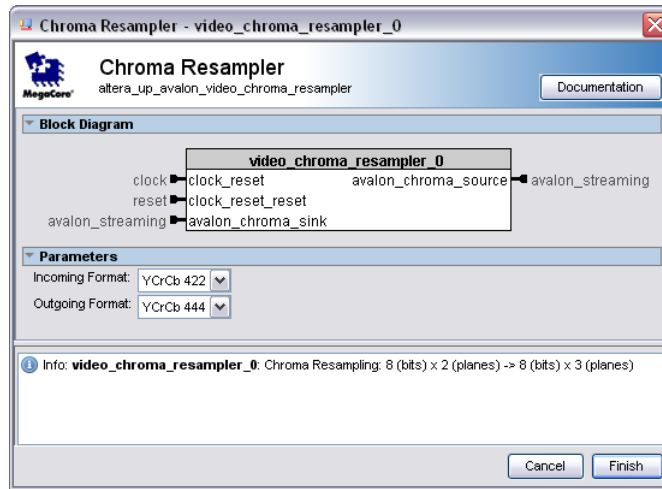 Chroma Resampler - video_chroma_resampler_0
MegaCore®
Chroma Resampler
altera_up_avalon_video_chroma_resampler
Documentation
Block Diagram
video_chroma_resampler_0
clock clock_reset avalon_chroma_source avalon_streaming
reset clock_reset_reset
avalon_streaming avalon_chroma_sink
Parameters
Incoming Format: YCrCb 422
Outgoing Format: YCrCb 444
Info: video_chroma_resampler_0: Chroma Resampling: 8 (bits) x 2 (planes) -> 8 (bits) x 3 (planes)
Cancel Finish